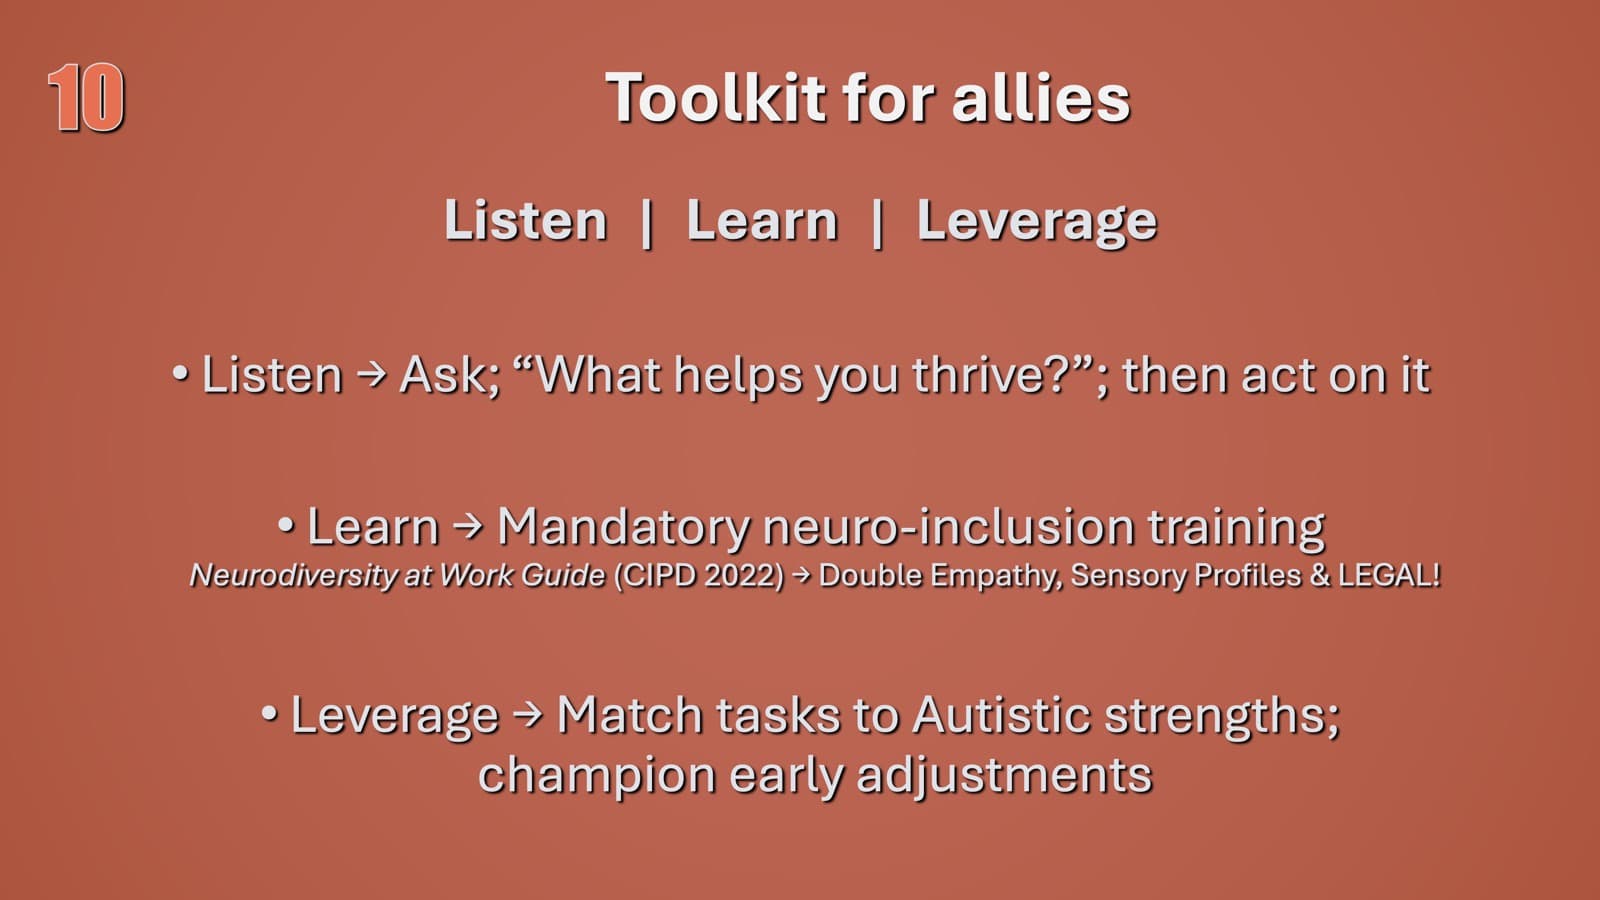 10
Toolkit for allies
Listen | Learn | Leverage
• Listen → Ask; “What helps you thrive?”; then act on it
• Learn → Mandatory neuro-inclusion training
Neurodiversity at Work Guide (CIPD 2022) → Double Empathy, Sensory Profiles & LEGAL!
• Leverage → Match tasks to Autistic strengths;
champion early adjustments